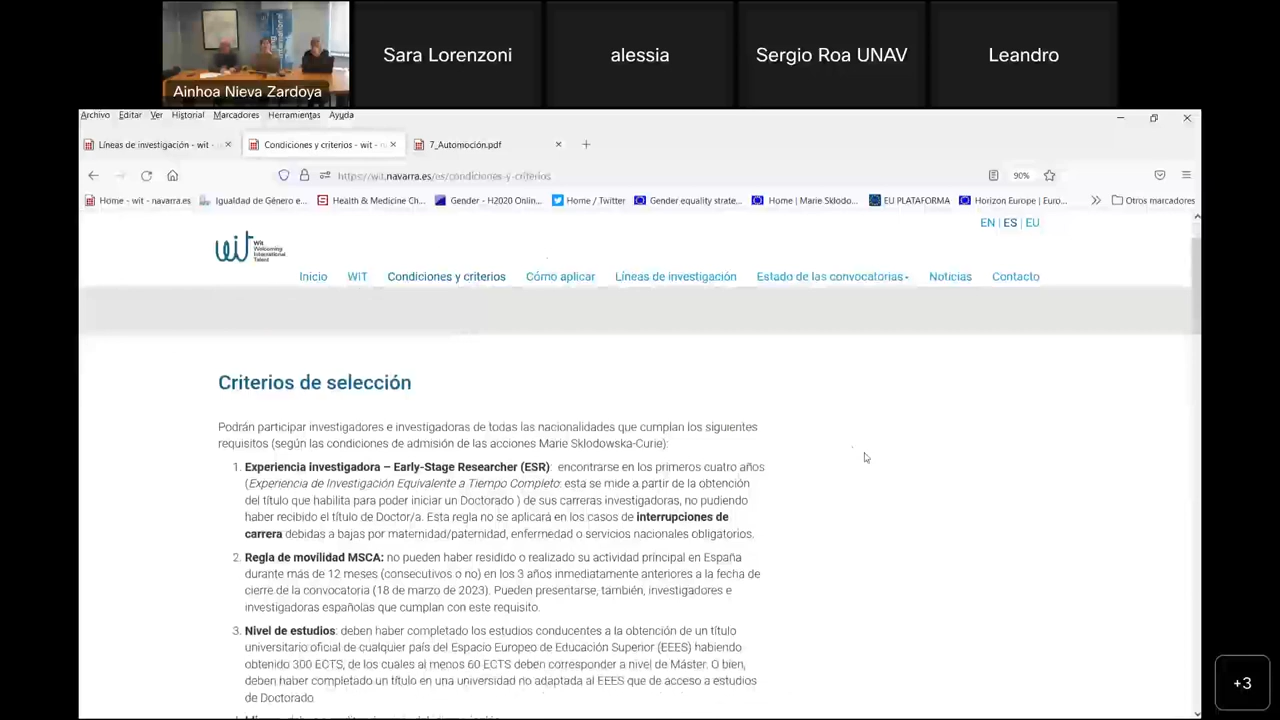 Ainhoa Nieva Zardoya
Sara Lorenzoni
alessia
Sergio Roa UNAV
Leandro
Archivo Editar Ver Historial Marcadores Herramientas Ayuda
Líneas de investigación - wit -
Condiciones y criterios - wit -
7_Automoción.pdf
https://wit.navarra.es/es/condiciones-y-criterios
90%
Home - wit - navarra.es
Igualdad de Género e...
Health & Medicine Ch...
Gender - H2020 Onlin...
Home / Twitter
Gender equality strate...
Home | Marie Sklodo...
EU PLATAFORMA
Horizon Europe | Euro...
Otros marcadores
EN | ES | EU
wit
Wit
Welcoming
International
Talent
Inicio WIT Condiciones y criterios Cómo aplicar Líneas de investigación Estado de las convocatorias Noticias Contacto
Criterios de selección
Podrán participar investigadores e investigadoras de todas las nacionalidades que cumplan los siguientes
requisitos (según las condiciones de admisión de las acciones Marie Sklodowska-Curie):
1. Experiencia investigadora – Early-Stage Researcher (ESR): encontrarse en los primeros cuatro años
(Experiencia de Investigación Equivalente a Tiempo Completo: esta se mide a partir de la obtención
del título que habilita para poder iniciar un Doctorado ) de sus carreras investigadoras, no pudiendo
haber recibido el título de Doctor/a. Esta regla no se aplicará en los casos de interrupciones de
carrera debidas a bajas por maternidad/paternidad, enfermedad o servicios nacionales obligatorios.
2. Regla de movilidad MSCA: no pueden haber residido o realizado su actividad principal en España
durante más de 12 meses (consecutivos o no) en los 3 años inmediatamente anteriores a la fecha de
cierre de la convocatoria (18 de marzo de 2023). Pueden presentarse, también, investigadores e
investigadoras españolas que cumplan con este requisito.
3. Nivel de estudios: deben haber completado los estudios conducentes a la obtención de un título
universitario oficial de cualquier país del Espacio Europeo de Educación Superior (EEES) habiendo
obtenido 300 ECTS, de los cuales al menos 60 ECTS deben corresponder a nivel de Máster. O bien,
deben haber completado un título en una universidad no adaptada al EEES que de acceso a estudios
de Doctorado
+3